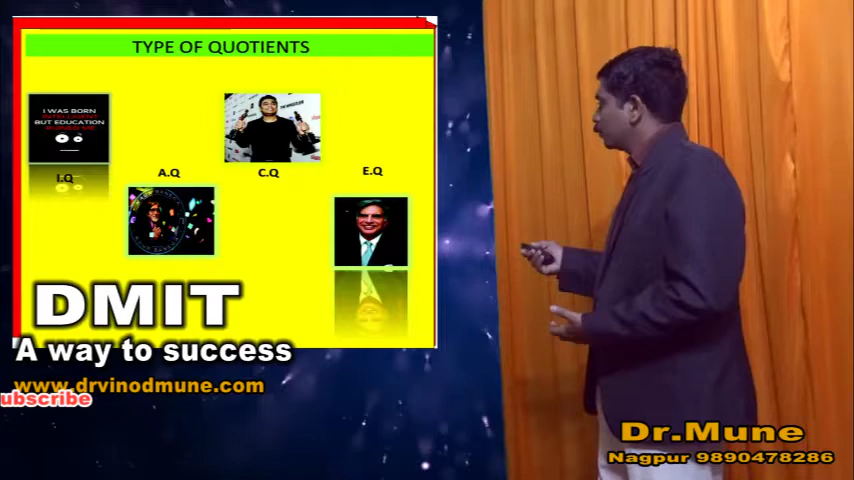 TYPE OF QUOTIENTS
I WAS BORN
INTELLIGENT
BUT EDUCATION
RUINED ME
I.Q
A.Q
C.Q
E.Q
DMIT
A way to success
www.drvinodmune.com
ubscribe
Dr.Mune
Nagpur 9890478286